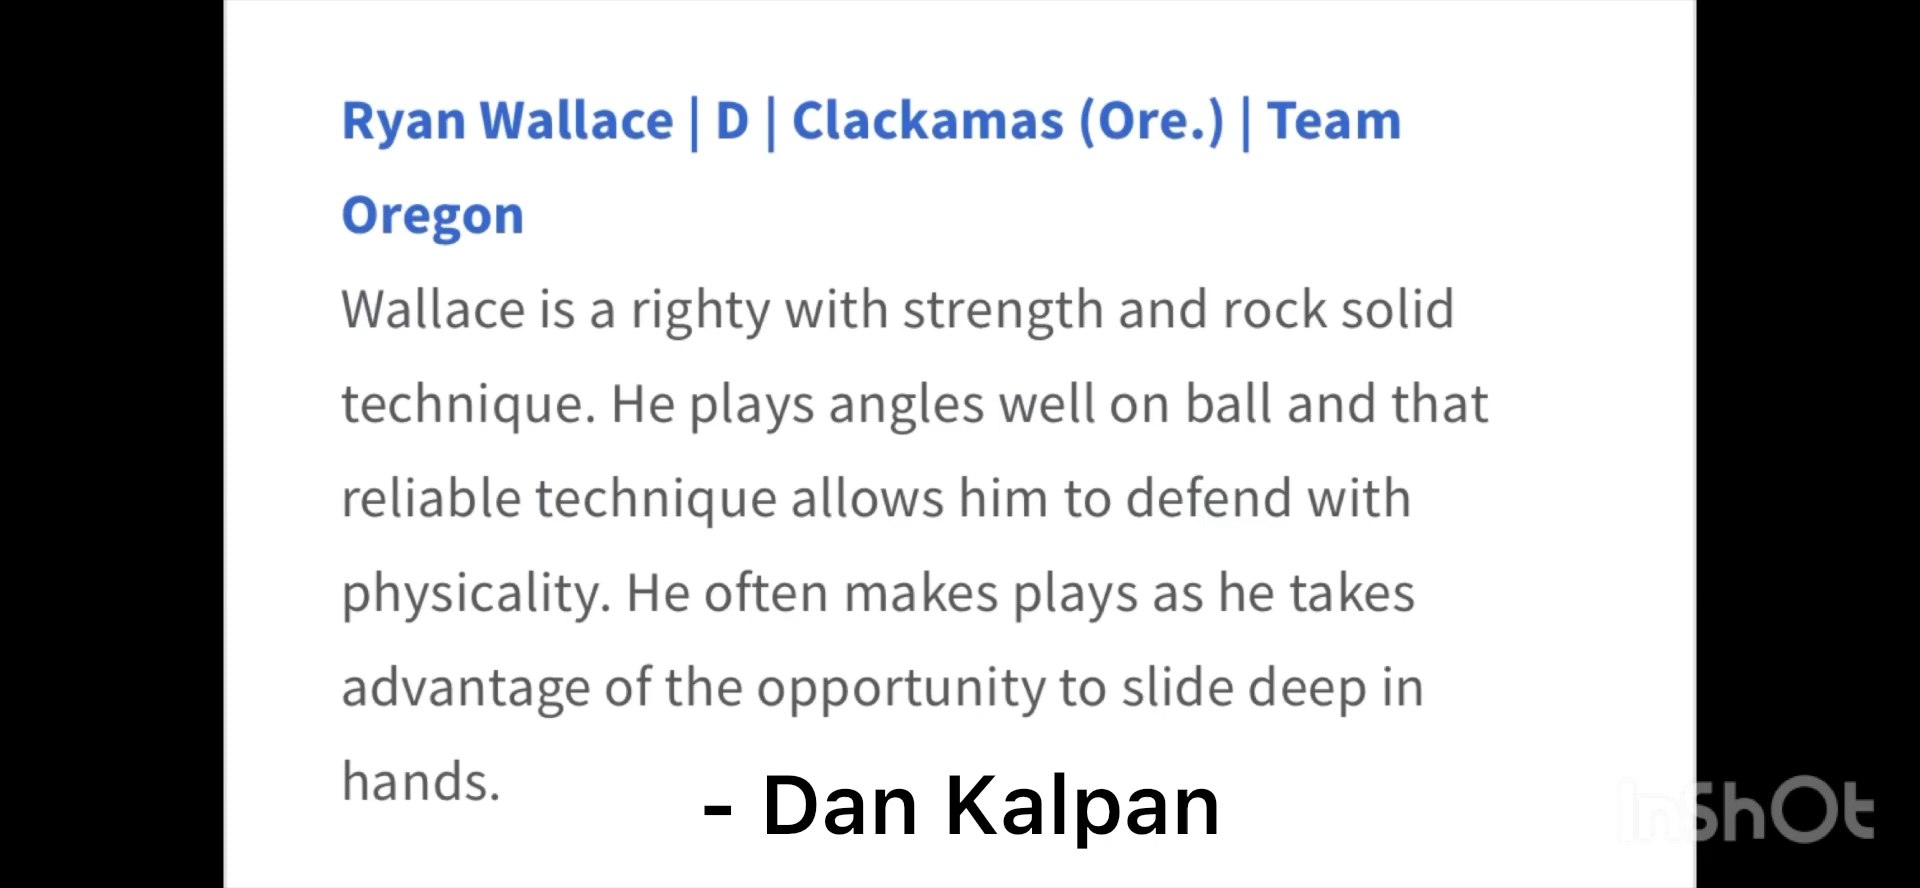 Ryan Wallace | D | Clackamas (Ore.) | Team
Oregon
Wallace is a righty with strength and rock solid
technique. He plays angles well on ball and that
reliable technique allows him to defend with
physicality. He often makes plays as he takes
advantage of the opportunity to slide deep in
hands.
- Dan Kalpan
InShOt